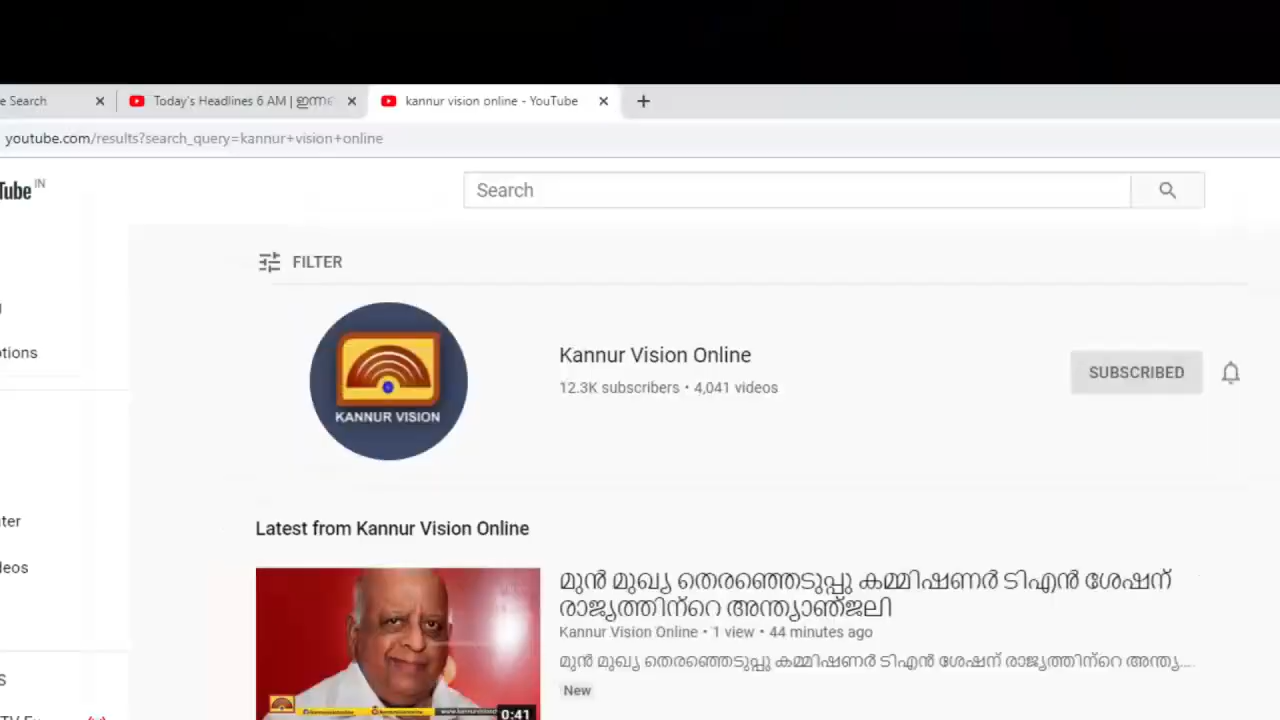 e Search
Today's Headlines 6 AM | ഇന്നത്
kannur vision online - YouTube
youtube.com/results?search_query=kannur+vision+online
Tube IN
Search
FILTER
KANNUR VISION
Kannur Vision Online
12.3K subscribers • 4,041 videos
SUBSCRIBED
otions
Latest from Kannur Vision Online
ter
leos
മുൻ മുഖ്യ തെരഞ്ഞെടുപ്പു കമ്മിഷണർ ടിഎൻ ശേഷന്
രാജ്യത്തിൻ്റെ അന്ത്യാഞ്ജലി
Kannur Vision Online • 1 view • 44 minutes ago
മുൻ മുഖ്യ തെരഞ്ഞെടുപ്പു കമ്മിഷണർ ടിഎൻ ശേഷന് രാജ്യത്തിൻ്റെ അന്ത്യ....
New
0:41
s